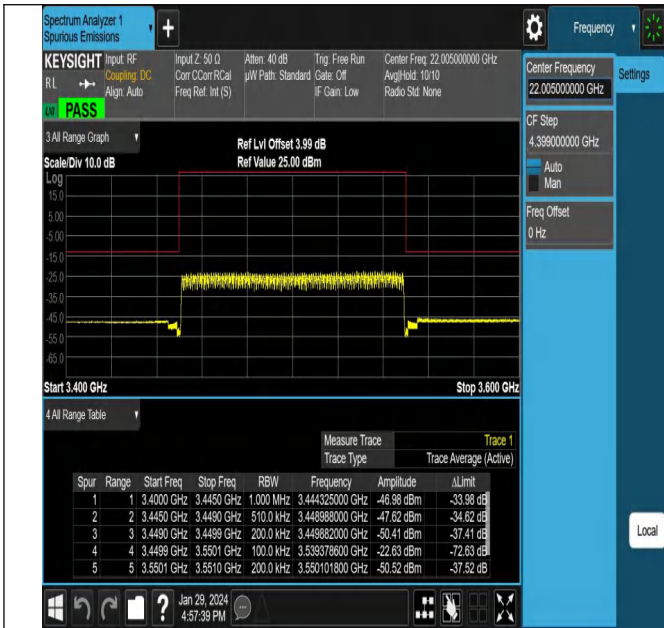 Spectrum Analyzer 1
Spurious Emissions
Frequency
KEYSIGHT Input: RF Input Z: 50 Ω Atten: 40 dB Trig: Free Run Center Freq: 22.005000000 GHz
RL Coupling: DC Corr CCorr RCal µW Path: Standard Gate: Off Avg|Hold: 10/10
Align: Auto Freq Ref: Int (S) IF Gain: Low Radio Std: None
LXI PASS
Center Frequency
22.005000000 GHz
Settings
CF Step
4.399000000 GHz
Auto
Man
Freq Offset
0 Hz
3 All Range Graph
Ref Lvl Offset 3.99 dB
Scale/Div 10.0 dB Ref Value 25.00 dBm
Log
15.0
5.00
-5.00
-15.0
-25.0
-35.0
-45.0
-55.0
-65.0
Start 3.400 GHz Stop 3.600 GHz
4 All Range Table
Measure Trace Trace 1
Trace Type Trace Average (Active)
Spur Range Start Freq Stop Freq RBW Frequency Amplitude ΔLimit
1 1 3.4000 GHz 3.4450 GHz 1.000 MHz 3.444325000 GHz -46.98 dBm -33.98 dB
2 2 3.4450 GHz 3.4490 GHz 510.0 kHz 3.448988000 GHz -47.62 dBm -34.62 dB
3 3 3.4490 GHz 3.4499 GHz 200.0 kHz 3.449882000 GHz -50.41 dBm -37.41 dB
4 4 3.4499 GHz 3.5501 GHz 100.0 kHz 3.539378600 GHz -22.63 dBm -72.63 dB
5 5 3.5501 GHz 3.5510 GHz 200.0 kHz 3.550101800 GHz -50.52 dBm -37.52 dB
Local
?
Jan 29, 2024
4:57:39 PM